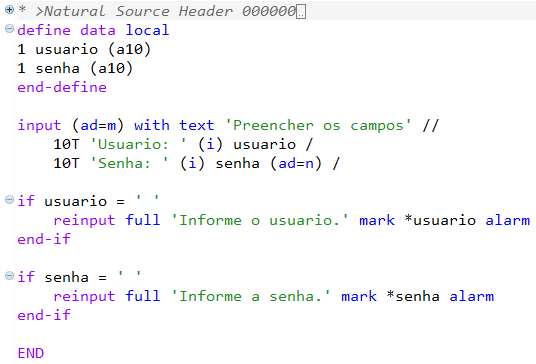 * >Natural Source Header 000000
define data local
1 usuario (a10)
1 senha (a10)
end-define
input (ad=m) with text 'Preencher os campos' //
10T 'Usuario: ' (i) usuario /
10T 'Senha: ' (i) senha (ad=n) /
if usuario = ' '
reinput full 'Informe o usuario.' mark *usuario alarm
end-if
if senha = ' '
reinput full 'Informe a senha.' mark *senha alarm
end-if
END